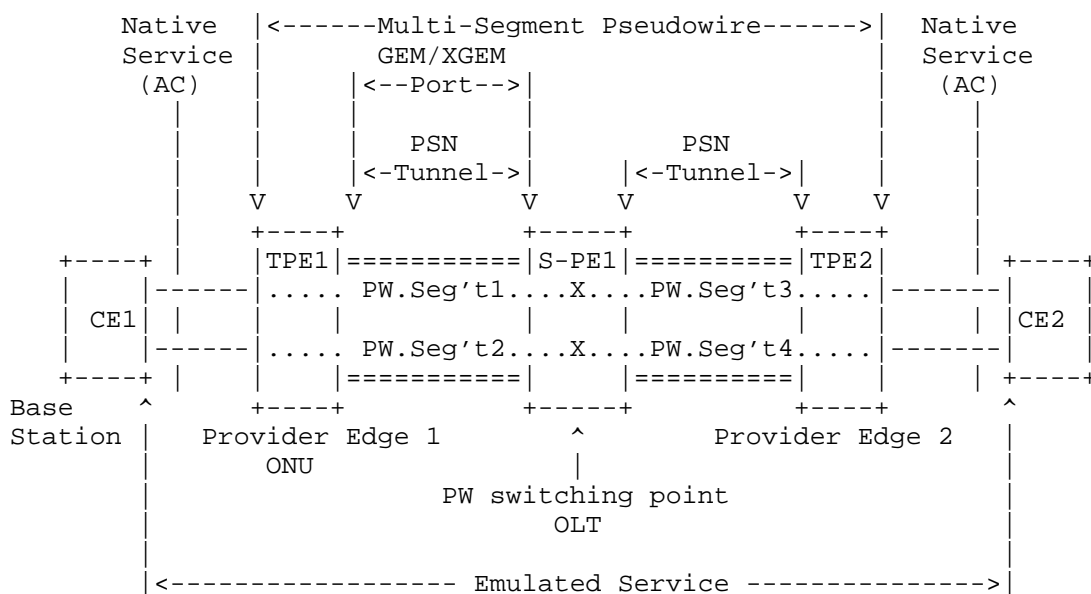 Native |<------Multi-Segment Pseudowire------>| Native
Service | GEM/XGEM | Service
(AC) | |<--Port-->| | (AC)
| | | | | |
| | | PSN | PSN | |
| | |<-Tunnel->| |<-Tunnel->| | |
| V V V V V V |
| +----+ +-----+ +----+ |
+----+ | |TPE1|===========|S-PE1|==========|TPE2| | +----+
| |------|..... PW.Seg't1....X....PW.Seg't3.....|-------| |
| CE1| | | | | | | | | |CE2 |
| |------|..... PW.Seg't2....X....PW.Seg't4.....|-------| |
+----+ | | |===========| |==========| | | +----+
Base ^ +----+ +-----+ +----+ ^
Station | Provider Edge 1 ^ Provider Edge 2 |
| ONU | |
| PW switching point |
| OLT |
| |
|<------------------ Emulated Service --------------->|